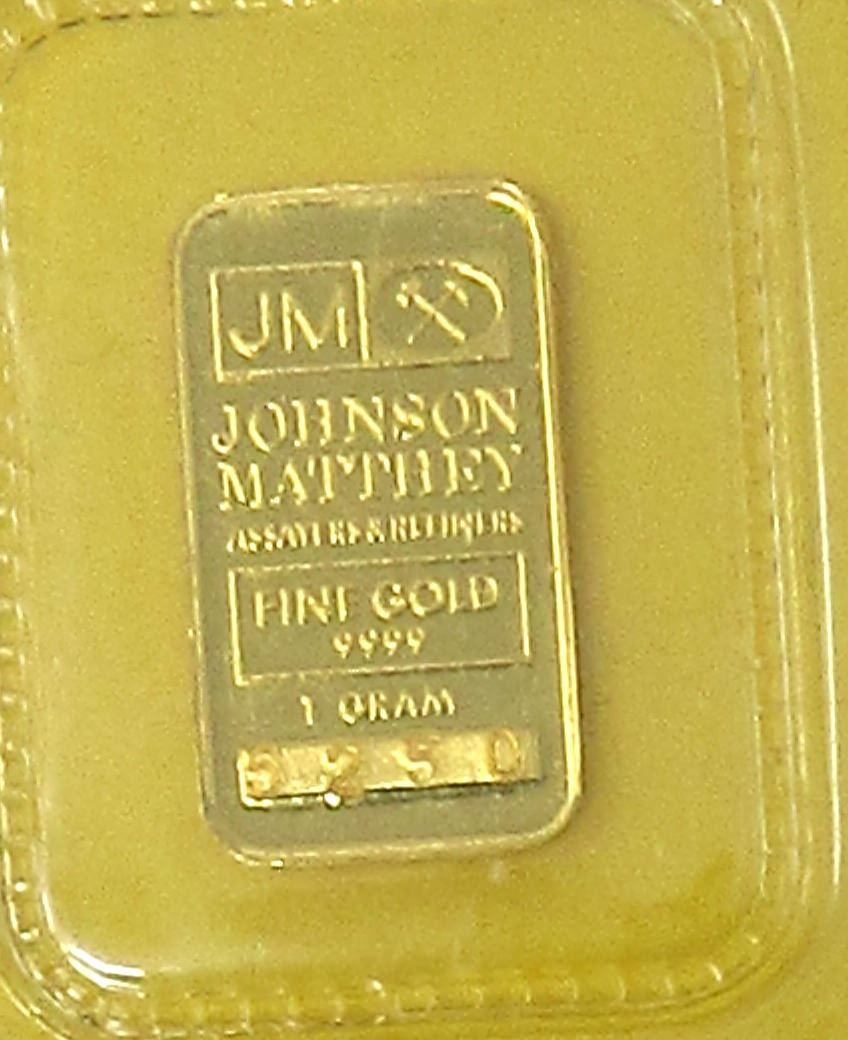 JM
JOHNSON
MATTHEY
ASSAYERS & REFINERS
FINE GOLD
9999
1 GRAM